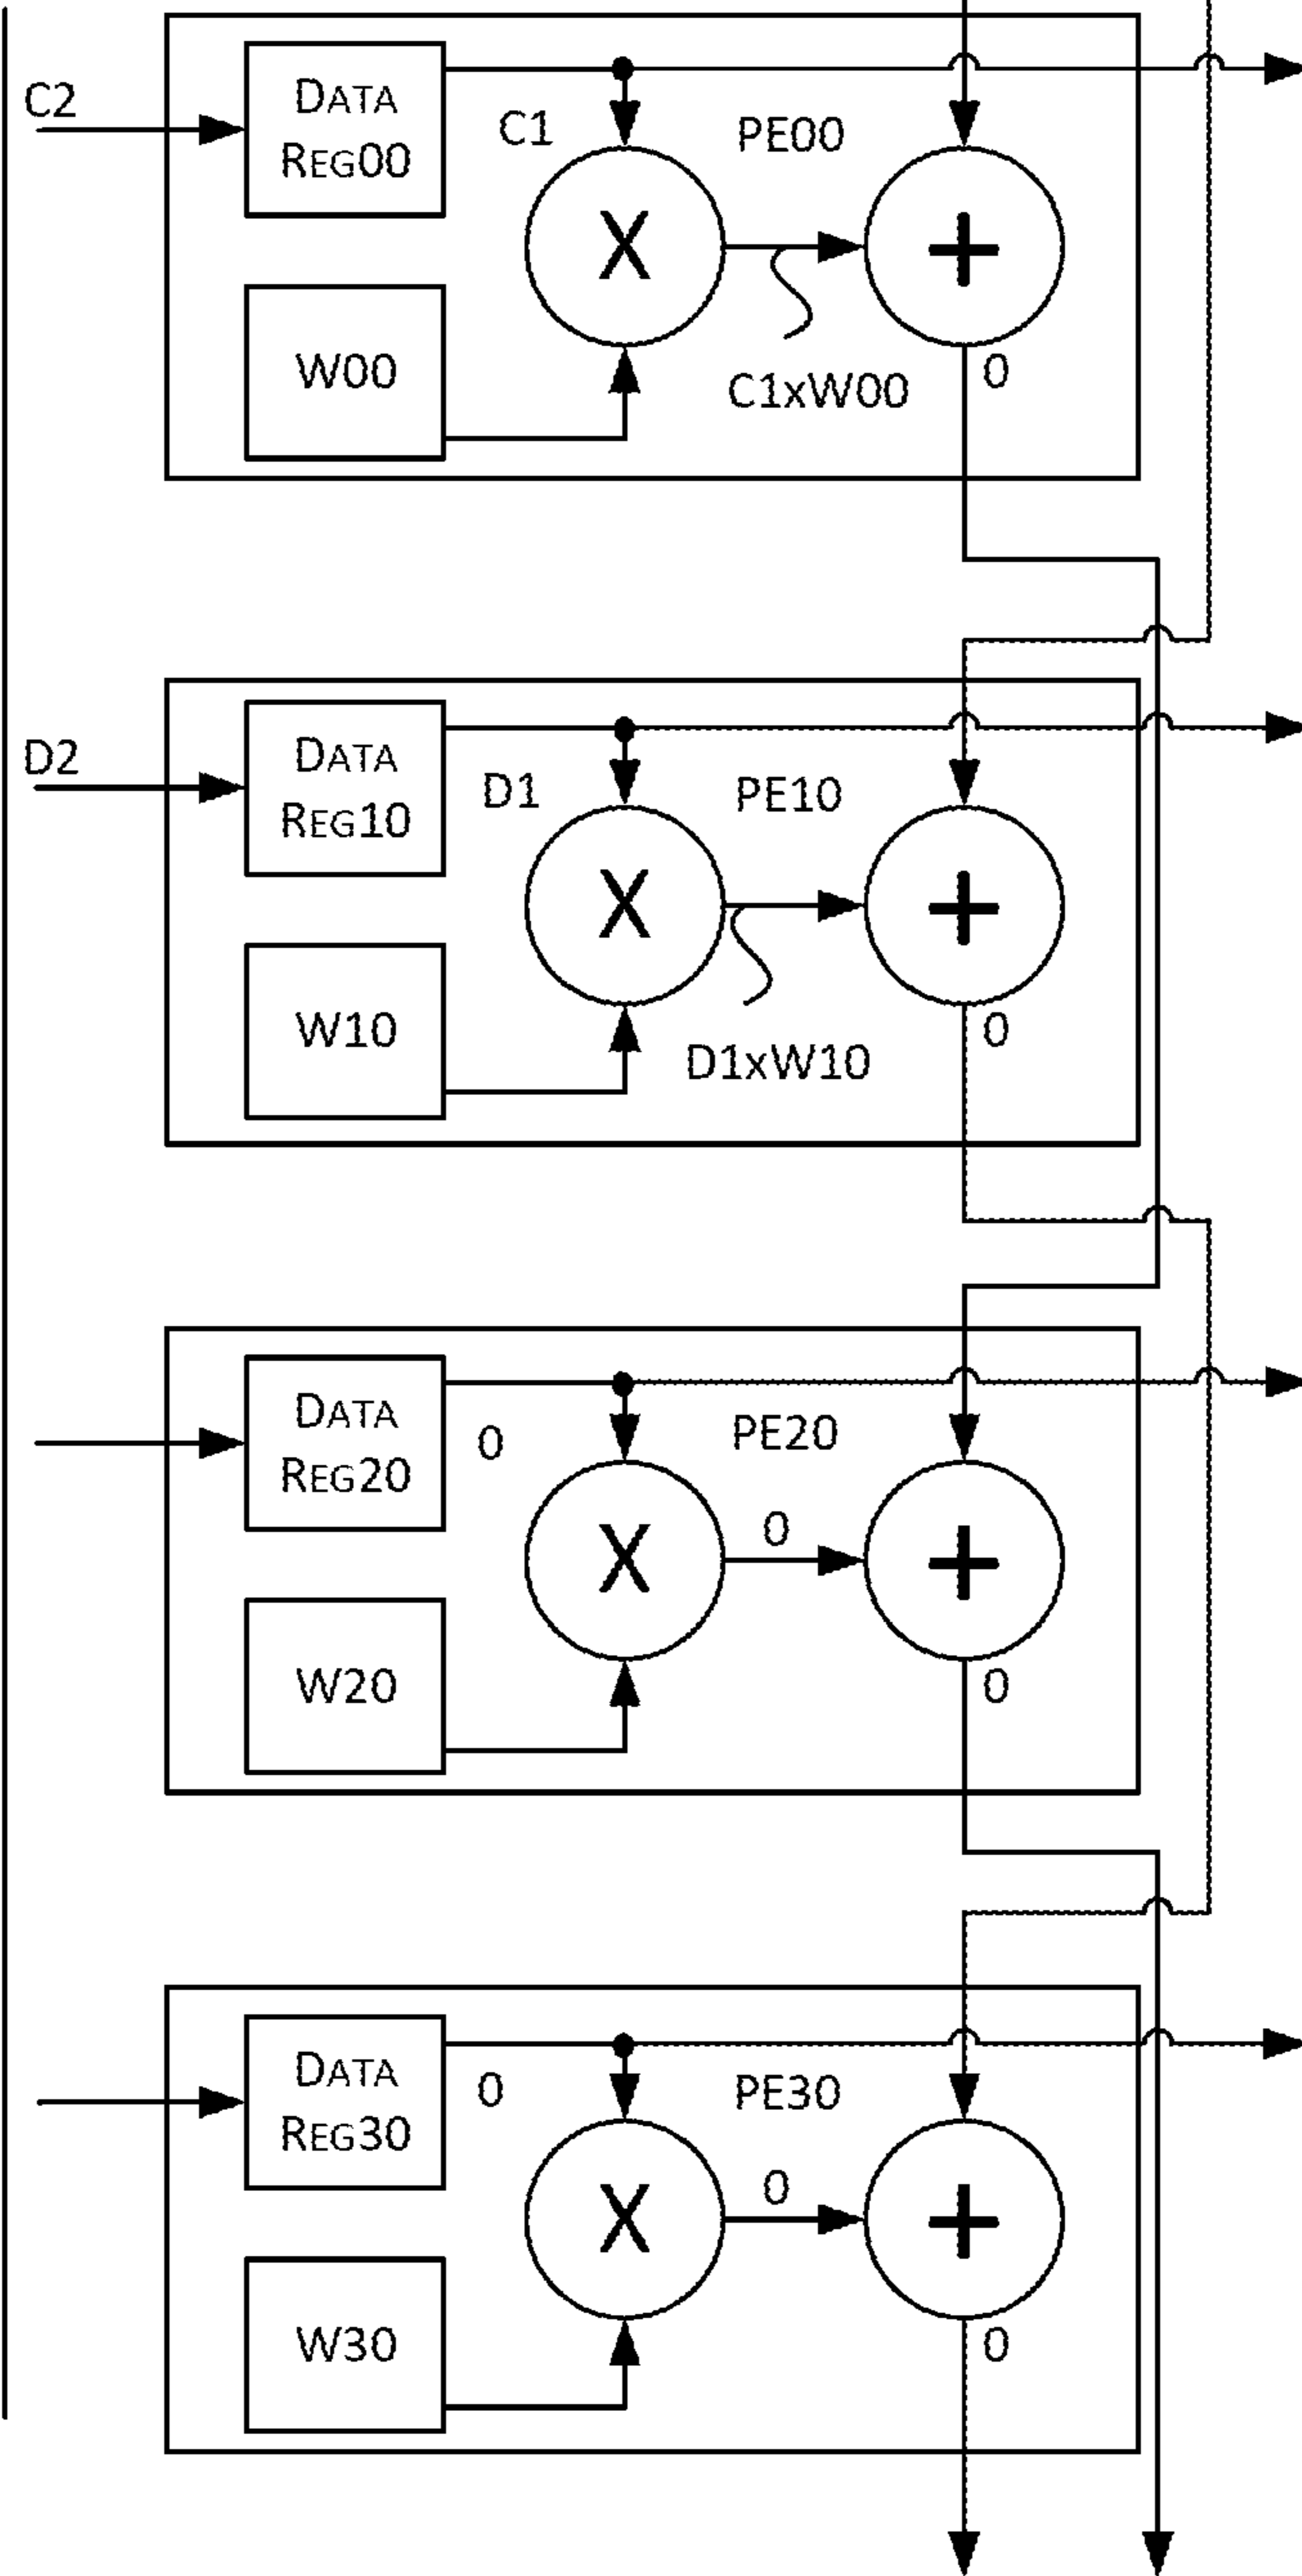 C2
DATA
REG00
C1
PE00
X
+
W00
C1xW00
0
D2
DATA
REG10
D1
PE10
X
+
W10
D1xW10
0
DATA
REG20
0
PE20
X
0
+
W20
0
DATA
REG30
0
PE30
X
0
+
W30
0